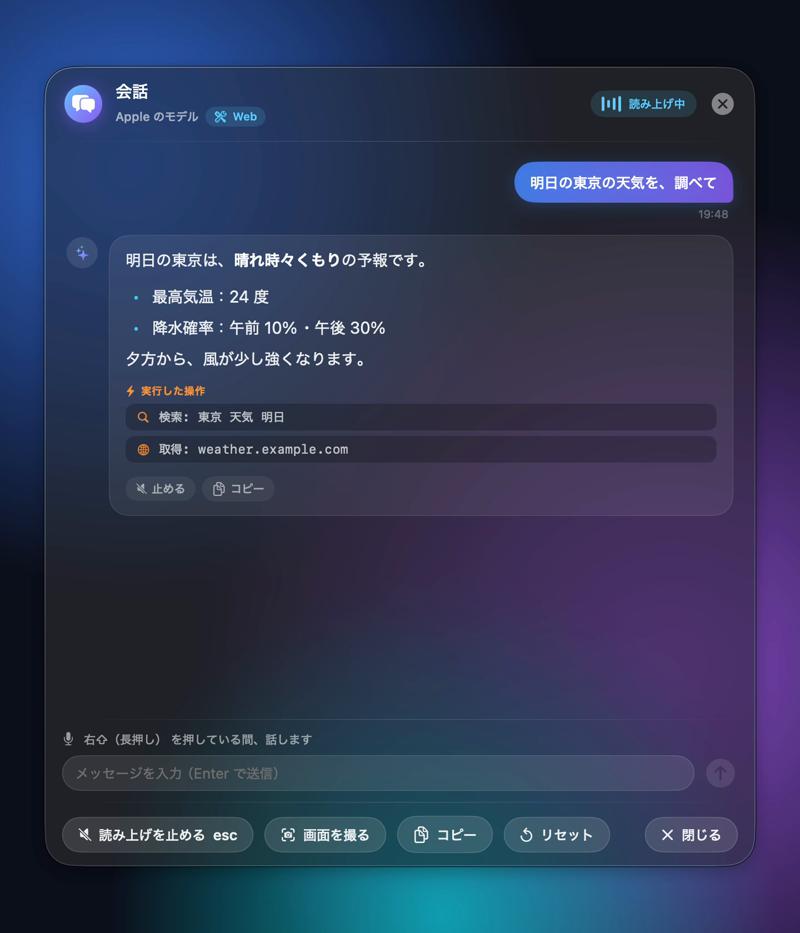 会話
Apple のモデル Web
読み上げ中
明日の東京の天気を、調べて
19:48
明日の東京は、晴れ時々くもりの予報です。
• 最高気温：24 度
• 降水確率：午前 10%・午後 30%
夕方から、風が少し強くなります。
実行した操作
検索: 東京 天気 明日
取得: weather.example.com
止める コピー
右⇧（長押し） を押している間、話します
メッセージを入力（Enter で送信）
読み上げを止める esc 画面を撮る コピー リセット 閉じる